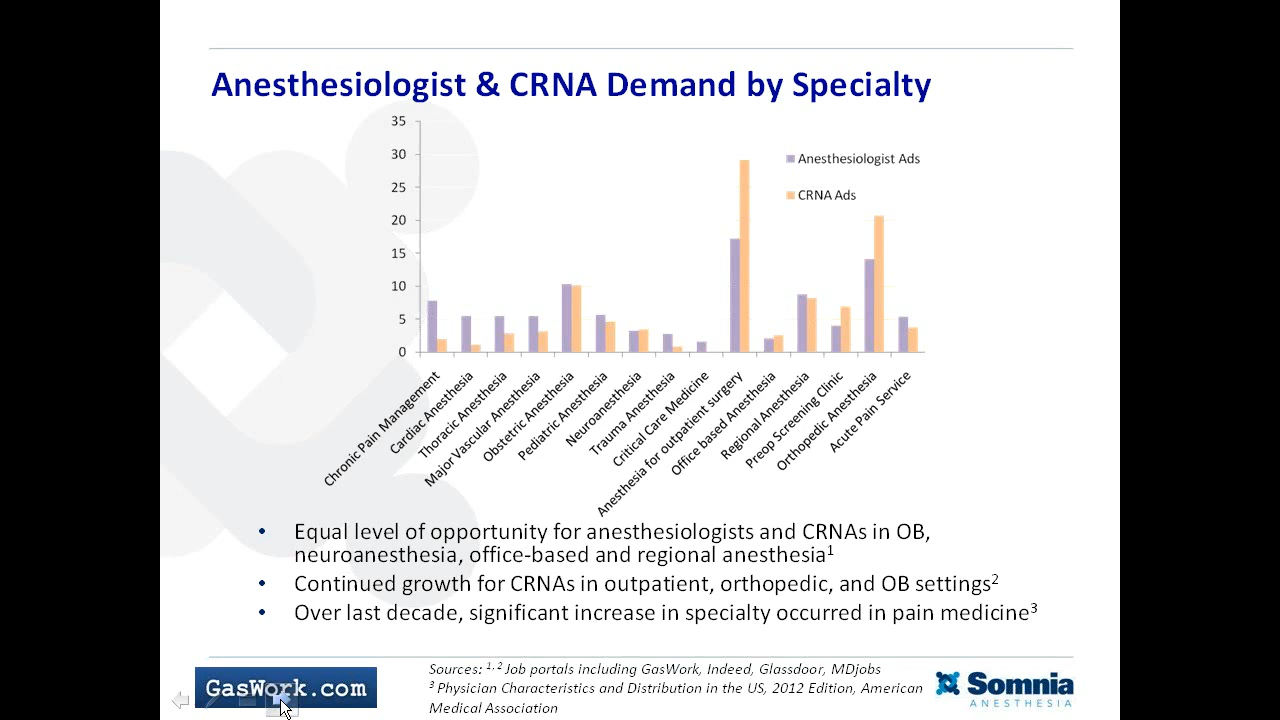 Anesthesiologist & CRNA Demand by Specialty
35
30
25
20
15
10
5
0
Anesthesiologist Ads
CRNA Ads
Chronic Pain Management
Cardiac Anesthesia
Thoracic Anesthesia
Major Vascular Anesthesia
Obstetric Anesthesia
Pediatric Anesthesia
Neuroanesthesia
Trauma Anesthesia
Critical Care Medicine
Anesthesia for outpatient surgery
Office based Anesthesia
Regional Anesthesia
Preop Screening Clinic
Orthopedic Anesthesia
Acute Pain Service
• Equal level of opportunity for anesthesiologists and CRNAs in OB,
neuroanesthesia, office-based and regional anesthesia1
• Continued growth for CRNAs in outpatient, orthopedic, and OB settings2
• Over last decade, significant increase in specialty occurred in pain medicine3
GasWork.com
Sources: 1,2 Job portals including GasWork, Indeed, Glassdoor, MDjobs
3 Physician Characteristics and Distribution in the US, 2012 Edition, American
Medical Association
Somnia
ANESTHESIA